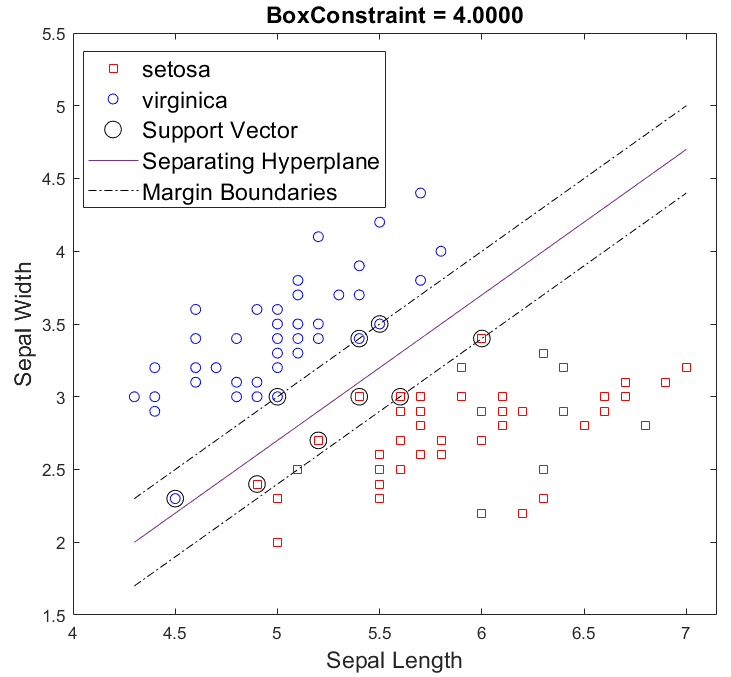 BoxConstraint = 4.0000
setosa
virginica
Support Vector
Separating Hyperplane
Margin Boundaries
5.5
5
4.5
4
3.5
3
2.5
2
1.5
Sepal Width
4 4.5 5 5.5 6 6.5 7
Sepal Length